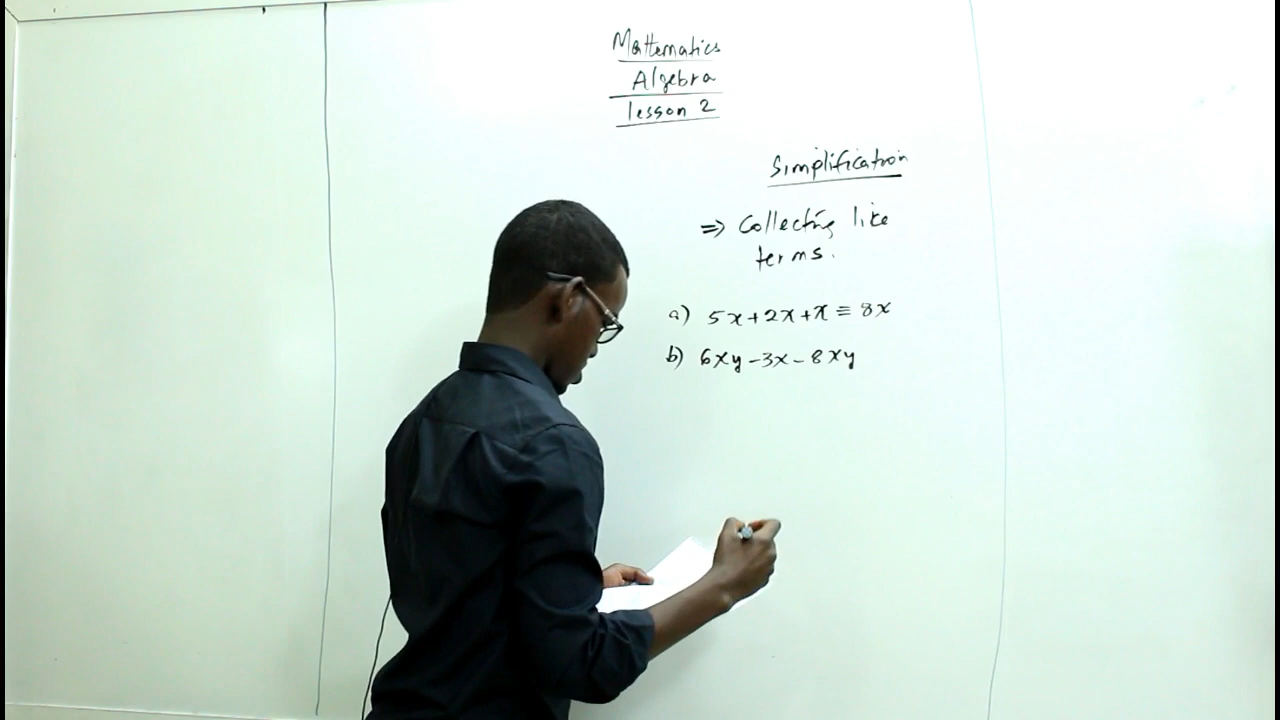 Mathematics
Algebra
lesson 2
Simplification
⇒ Collecting like
terms.
a) 5x+2x+x ≡ 8x
b) 6xy-3x-8xy